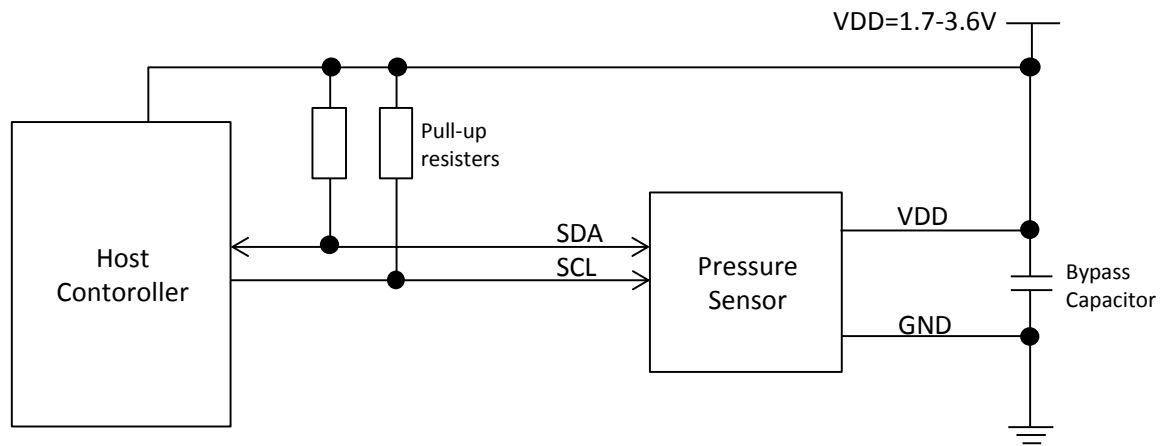 VDD=1.7-3.6V
Pull-up
resisters
SDA
SCL
Host
Contoroller
Pressure
Sensor
VDD
GND
Bypass
Capacitor